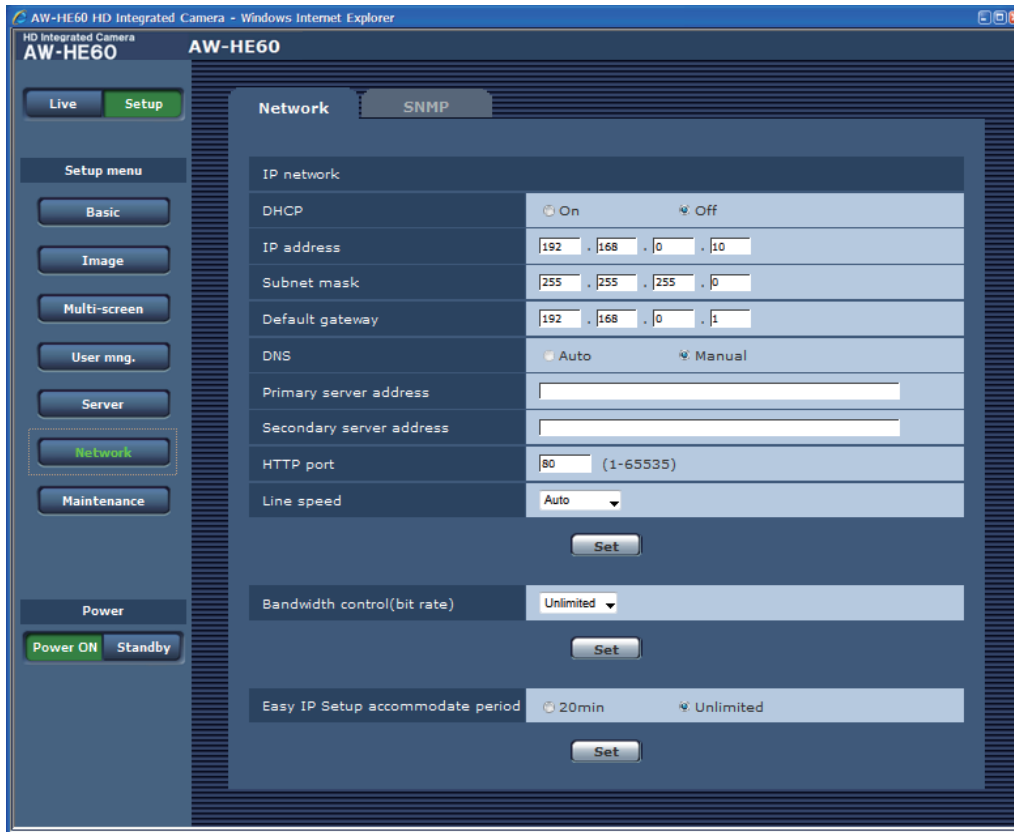 AW-HE60 HD Integrated Camera - Windows Internet Explorer
HD Integrated Camera
AW-HE60
AW-HE60
Live
Setup
Setup menu
Basic
Image
Multi-screen
User mng.
Server
Network
Maintenance
Power
Power ON
Standby
Network
SNMP
IP network
DHCP On Off
IP address 192 . 168 . 0 . 10
Subnet mask 255 . 255 . 255 . 0
Default gateway 192 . 168 . 0 . 1
DNS Auto Manual
Primary server address
Secondary server address
HTTP port 80 (1-65535)
Line speed Auto
Set
Bandwidth control(bit rate) Unlimited
Set
Easy IP Setup accommodate period 20min Unlimited
Set